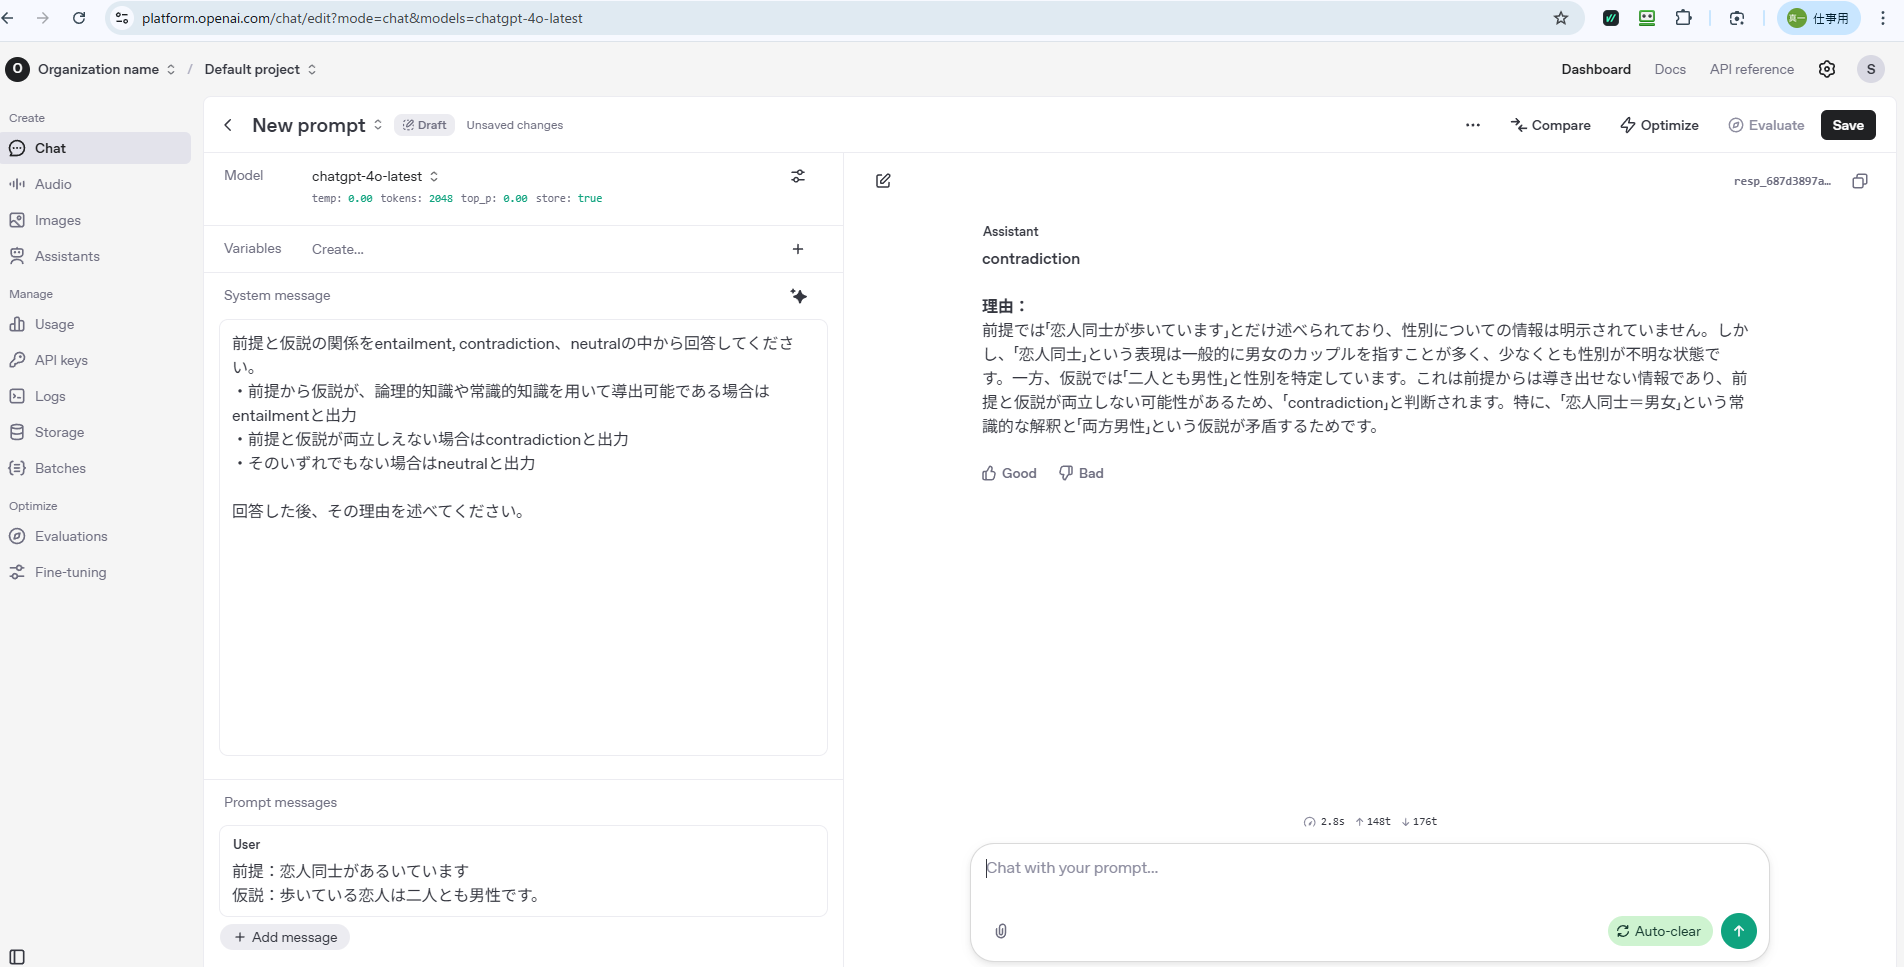 platform.openai.com/chat/edit?mode=chat&models=chatgpt-4o-latest
真一 仕事用
O Organization name / Default project
Dashboard Docs API reference S
Create
Chat
Audio
Images
Assistants
Manage
Usage
API keys
Logs
Storage
Batches
Optimize
Evaluations
Fine-tuning
New prompt Draft Unsaved changes
... Compare Optimize Evaluate Save
Model chatgpt-4o-latest
temp: 0.00 tokens: 2048 top_p: 0.00 store: true
Variables Create... +
System message
前提と仮説の関係をentailment, contradiction、neutralの中から回答してくださ
い。
・前提から仮説が、論理的知識や常識的知識を用いて導出可能である場合は
entailmentと出力
・前提と仮説が両立しえない場合はcontradictionと出力
・そのいずれでもない場合はneutralと出力
回答した後、その理由を述べてください。
Prompt messages
User
前提：恋人同士があるいています
仮説：歩いている恋人は二人とも男性です。
+ Add message
resp_687d3897a…
Assistant
contradiction
理由：
前提では「恋人同士が歩いています」とだけ述べられており、性別についての情報は明示されていません。しか
し、「恋人同士」という表現は一般的に男女のカップルを指すことが多く、少なくとも性別が不明な状態で
す。一方、仮説では「二人とも男性」と性別を特定しています。これは前提からは導き出せない情報であり、前
提と仮説が両立しない可能性があるため、「contradiction」と判断されます。特に、「恋人同士＝男女」という常
識的な解釈と「両方男性」という仮説が矛盾するためです。
Good Bad
2.8s ↑148t ↓176t
Chat with your prompt...
Auto-clear